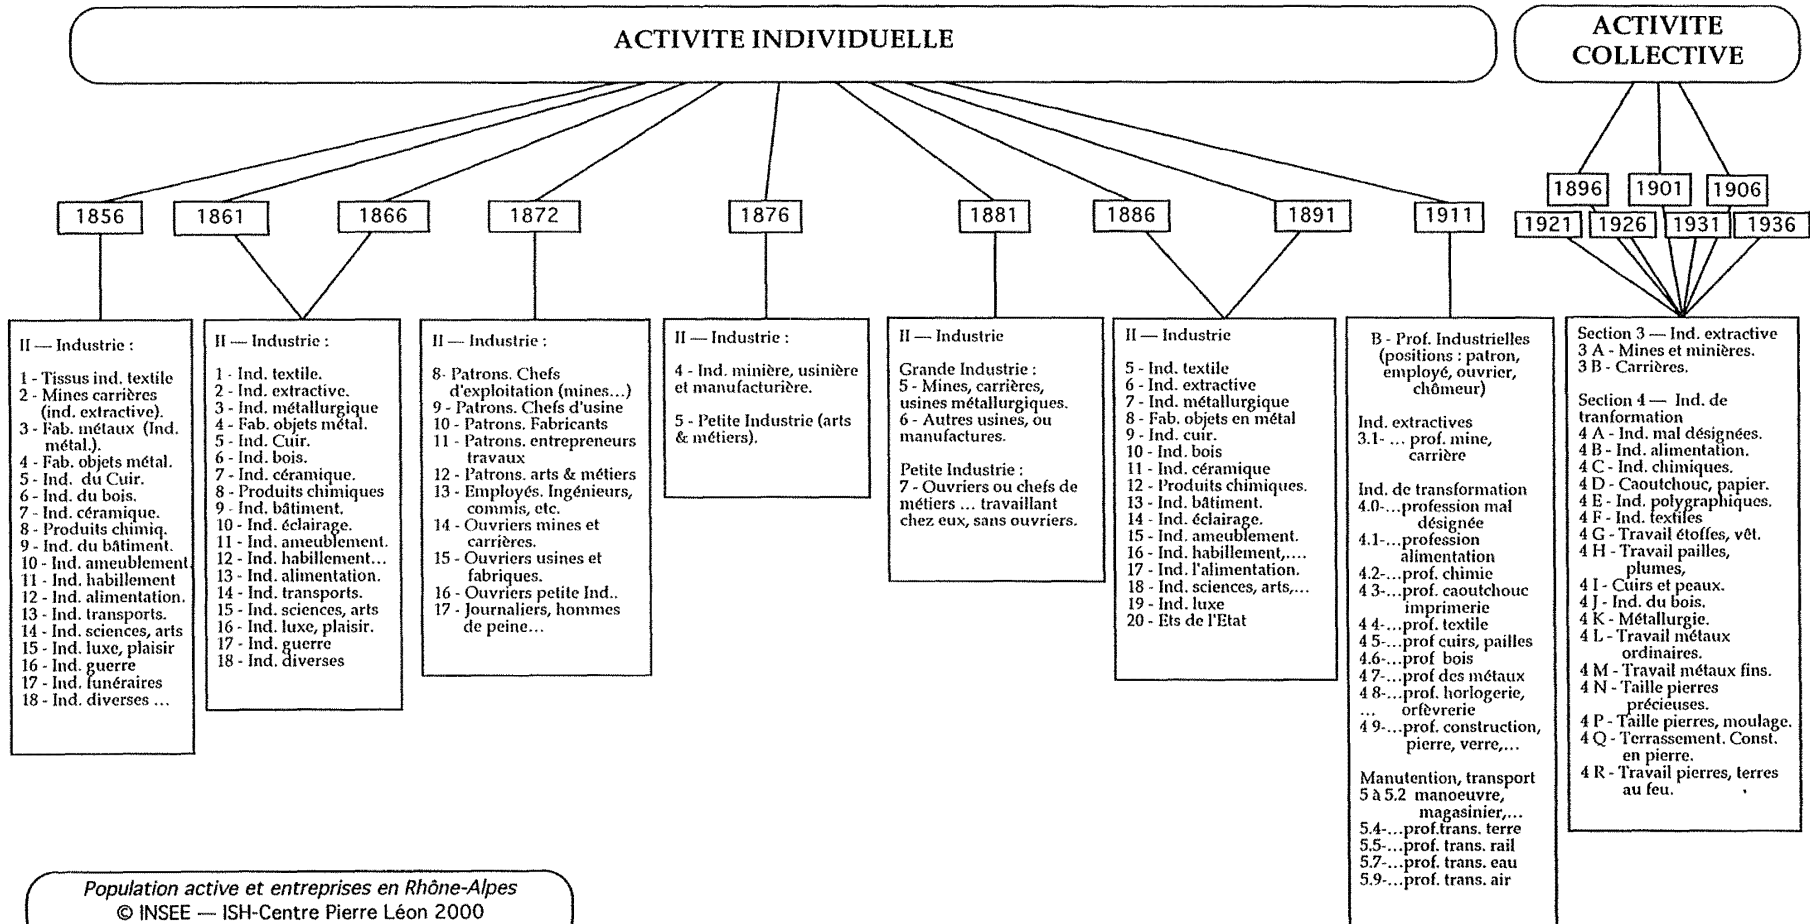 ACTIVITE INDIVIDUELLE
ACTIVITE
COLLECTIVE
1856
1861
1866
1872
1876
1881
1886
1891
1911
1896
1901
1906
1921
1926
1931
1936
II — Industrie :
1 - Tissus ind. textile
2 - Mines carrières
(ind. extractive).
3 - Fab. métaux (Ind.
métal.).
4 - Fab. objets métal.
5 - Ind. du Cuir.
6 - Ind. du bois.
7 - Ind. céramique.
8 - Produits chimiq.
9 - Ind. du bâtiment.
10 - Ind. ameublement
11 - Ind. habillement
12 - Ind. alimentation.
13 - Ind. transports.
14 - Ind. sciences, arts
15 - Ind. luxe, plaisir
16 - Ind. guerre
17 - Ind. funéraires
18 - Ind. diverses ...
II — Industrie :
1 - Ind. textile.
2 - Ind. extractive.
3 - Ind. métallurgique
4 - Fab. objets métal.
5 - Ind. Cuir.
6 - Ind. bois.
7 - Ind. céramique.
8 - Produits chimiques
9 - Ind. bâtiment.
10 - Ind. éclairage.
11 - Ind. ameublement.
12 - Ind. habillement...
13 - Ind. alimentation.
14 - Ind. transports.
15 - Ind. sciences, arts
16 - Ind. luxe, plaisir.
17 - Ind. guerre
18 - Ind. diverses
II — Industrie :
8- Patrons. Chefs
d'exploitation (mines...)
9 - Patrons. Chefs d'usine
10 - Patrons. Fabricants
11 - Patrons. entrepreneurs
travaux
12 - Patrons. arts & métiers
13 - Employés. Ingénieurs,
commis, etc.
14 - Ouvriers mines et
carrières.
15 - Ouvriers usines et
fabriques.
16 - Ouvriers petite Ind..
17 - Journaliers, hommes
de peine...
II — Industrie :
4 - Ind. minière, usinière
et manufacturière.
5 - Petite Industrie (arts
& métiers).
II — Industrie
Grande Industrie :
5 - Mines, carrières,
usines métallurgiques.
6 - Autres usines, ou
manufactures.
Petite Industrie :
7 - Ouvriers ou chefs de
métiers ... travaillant
chez eux, sans ouvriers.
II — Industrie
5 - Ind. textile
6 - Ind. extractive
7 - Ind. métallurgique
8 - Fab. objets en métal
9 - Ind. cuir.
10 - Ind. bois
11 - Ind. céramique
12 - Produits chimiques.
13 - Ind. bâtiment.
14 - Ind. éclairage.
15 - Ind. ameublement.
16 - Ind. habillement,....
17 - Ind. l'alimentation.
18 - Ind. sciences, arts,...
19 - Ind. luxe
20 - Ets de l'Etat
B - Prof. Industrielles
(positions : patron,
employé, ouvrier,
chômeur)
Ind. extractives
3.1- ... prof. mine,
carrière
Ind. de transformation
4.0-...profession mal
désignée
4.1-...profession
alimentation
4.2-...prof. chimie
4 3-...prof. caoutchouc
imprimerie
4 4-...prof. textile
4 5-...prof cuirs, pailles
4.6-...prof bois
4 7-...prof des métaux
4 8-...prof. horlogerie,
... orfèvrerie
4 9-...prof. construction,
pierre, verre,...
Manutention, transport
5 à 5.2 manoeuvre,
magasinier,...
5.4-...prof.trans. terre
5.5-...prof. trans. rail
5.7-...prof. trans. eau
5.9-...prof. trans. air
Section 3 — Ind. extractive
3 A - Mines et minières.
3 B - Carrières.
Section 4 — Ind. de
tranformation
4 A - Ind. mal désignées.
4 B - Ind. alimentation.
4 C - Ind. chimiques.
4 D - Caoutchouc, papier.
4 E - Ind. polygraphiques.
4 F - Ind. textiles
4 G - Travail étoffes, vêt.
4 H - Travail pailles,
plumes,
4 I - Cuirs et peaux.
4 J - Ind. du bois.
4 K - Métallurgie.
4 L - Travail métaux
ordinaires.
4 M - Travail métaux fins.
4 N - Taille pierres
précieuses.
4 P - Taille pierres, moulage.
4 Q - Terrassement. Const.
en pierre.
4 R - Travail pierres, terres
au feu.
Population active et entreprises en Rhône-Alpes
© INSEE — ISH-Centre Pierre Léon 2000